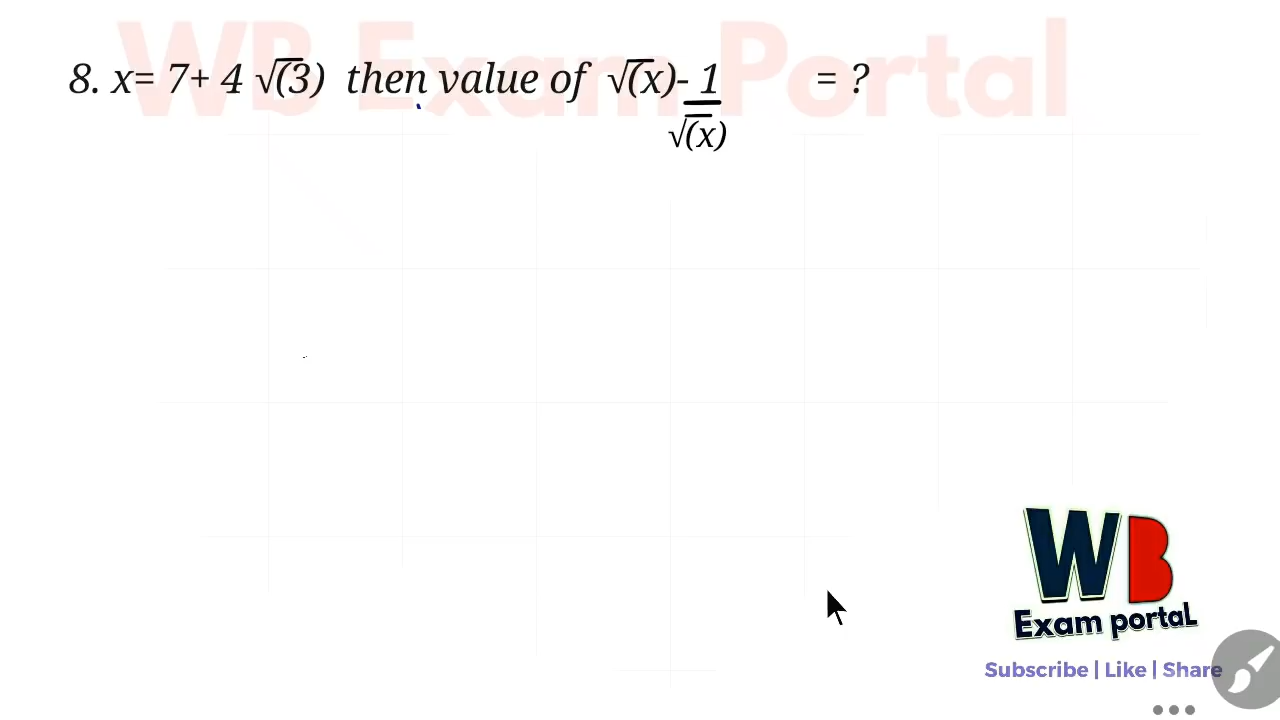 WB Exam Portal
8. x= 7+ 4 √(3) then value of √(x)- 1 = ?
√(x)
WB
Exam portaL
Subscribe | Like | Share